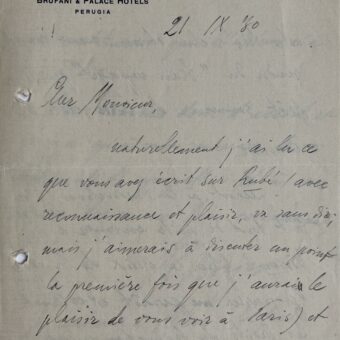 BRUFANI & PALACE HOTELS
PERUGIA
21 IX 30
Cher Monsieur
naturellement j'ai lu ce
que vous avez écrit sur Rubé (avec
reconnaissance et plaisir, va sans dire;
mais j'aimerais à discuter un point
la première fois que j'aurai le
plaisir de vous voir à Paris) et